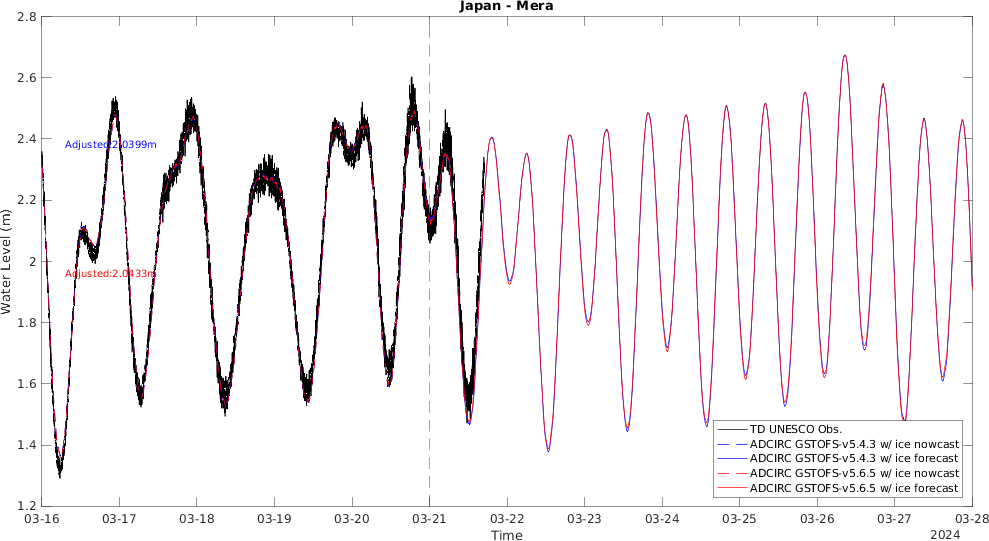 Japan - Mera
2.8
2.6
2.4
2.2
2
1.8
1.6
1.4
1.2
Water Level (m)
Adjusted:2.0399m
Adjusted:2.0433m
TD UNESCO Obs.
ADCIRC GSTOFS-v5.4.3 w/ ice nowcast
ADCIRC GSTOFS-v5.4.3 w/ ice forecast
ADCIRC GSTOFS-v5.6.5 w/ ice nowcast
ADCIRC GSTOFS-v5.6.5 w/ ice forecast
03-16 03-17 03-18 03-19 03-20 03-21 03-22 03-23 03-24 03-25 03-26 03-27 03-28
Time
2024